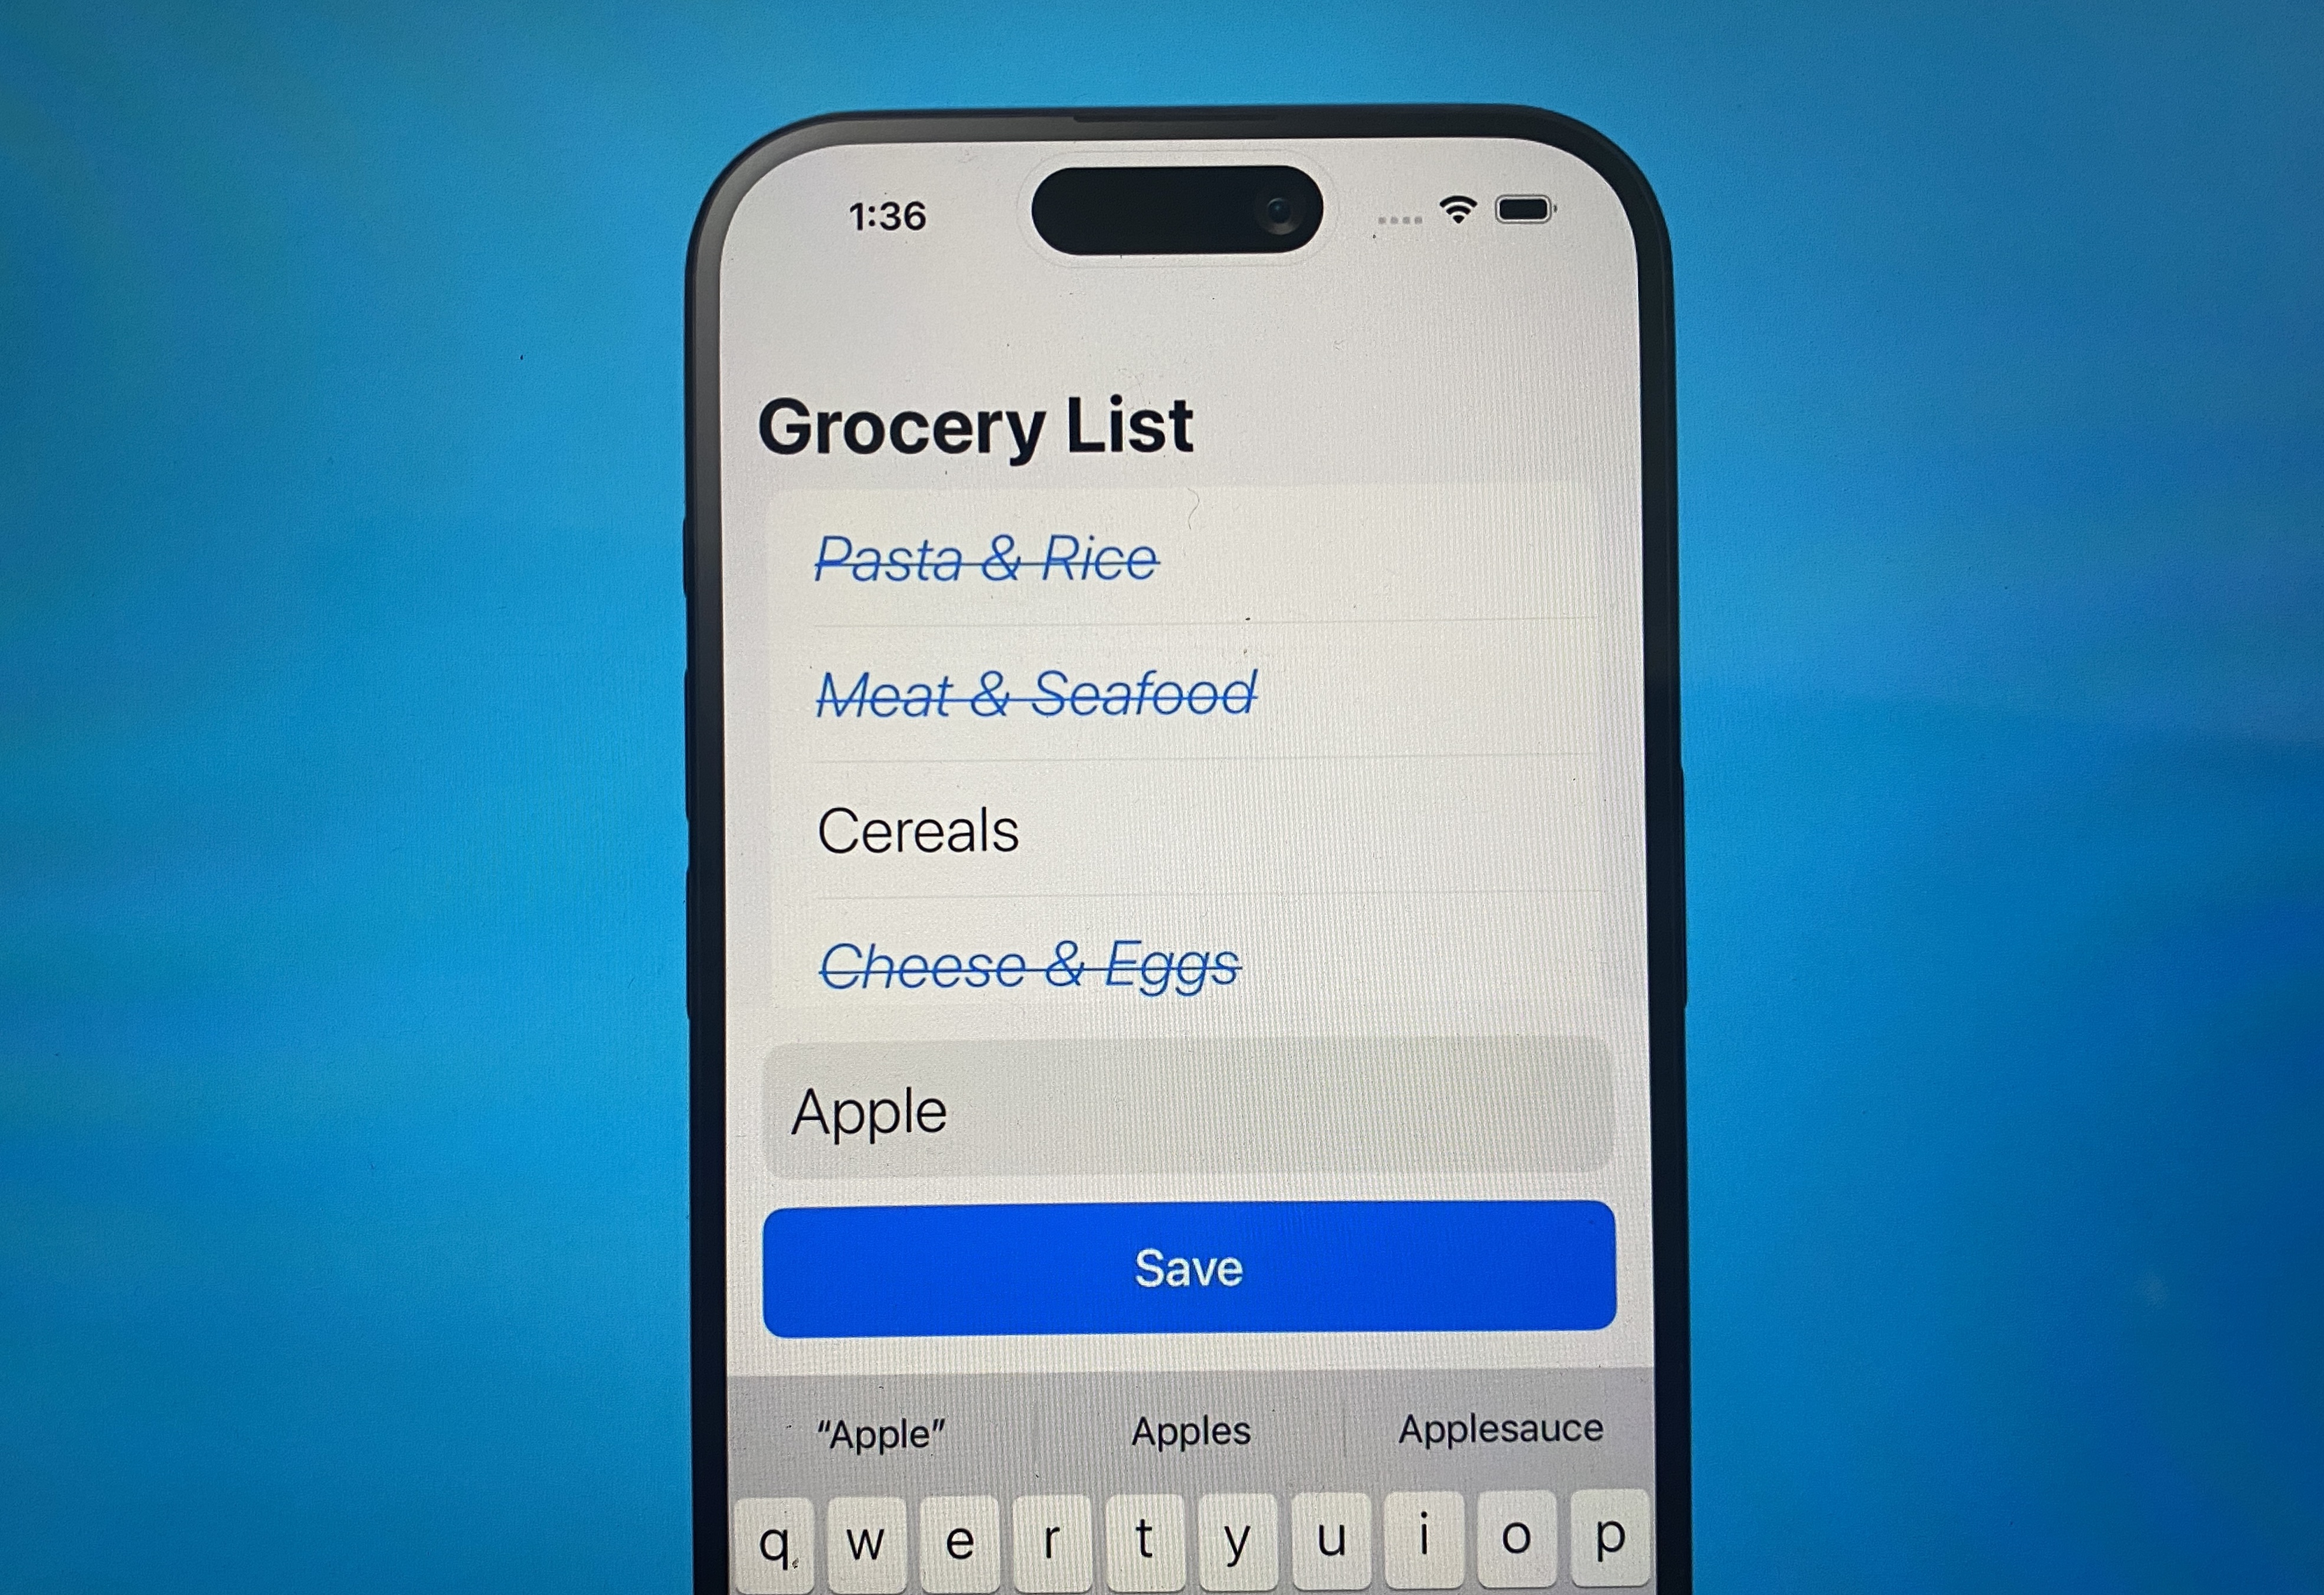 1:36
Grocery List
Pasta & Rice
Meat & Seafood
Cereals
Cheese & Eggs
Apple
Save
“Apple” Apples Applesauce
q w e r t y u i o p